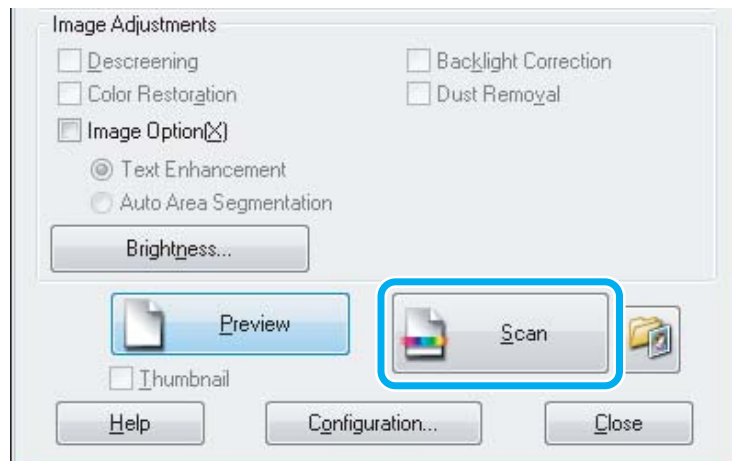 Image Adjustments
Descreening
Backlight Correction
Color Restoration
Dust Removal
Image Option(X)
Text Enhancement
Auto Area Segmentation
Brightness...
Preview
Scan
Thumbnail
Help
Configuration...
Close